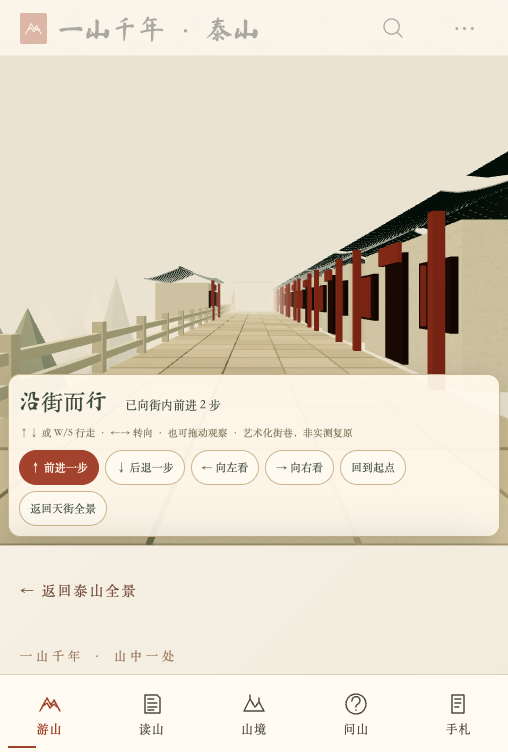 一山千年 · 泰山
沿街而行 已向街内前进 2 步
↑ ↓ 或 W/S 行走 · ←→ 转向 · 也可拖动观察 · 艺术化街巷，非实测复原
↑ 前进一步 ↓ 后退一步 ← 向左看 → 向右看 回到起点
返回天街全景
← 返回泰山全景
一山千年 · 山中一处
游山 读山 山境 问山 手札